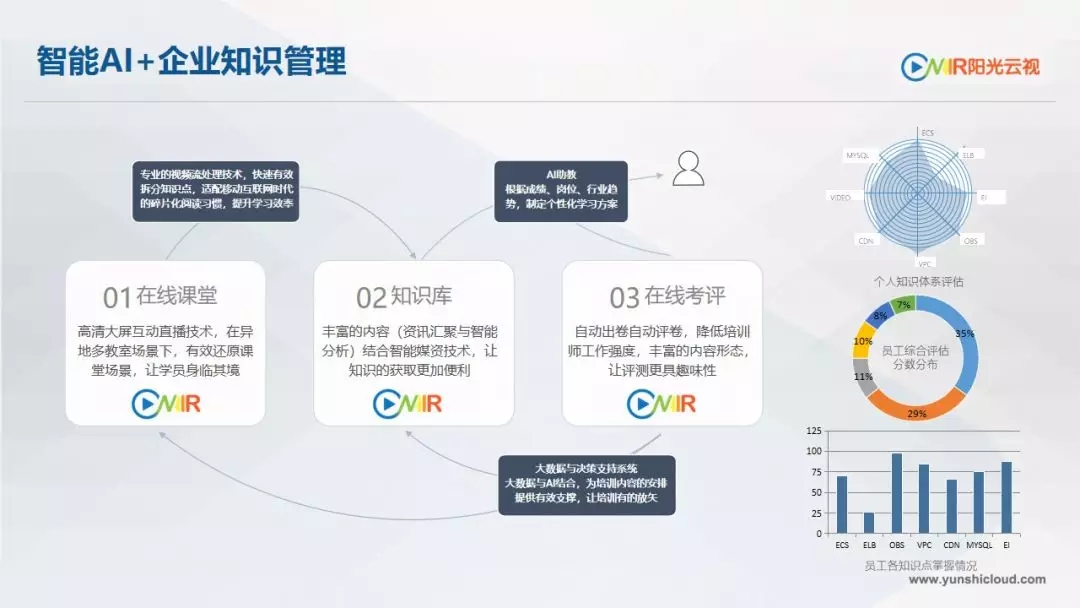 智能AI+企业知识管理
MIR阳光云视
专业的视频流处理技术，快速有效
拆分知识点，适配移动互联网时代
的碎片化阅读习惯，提升学习效率
AI助教
根据成绩、岗位、行业趋
势，制定个性化学习方案
01在线课堂
高清大屏互动直播技术，在异
地多教室场景下，有效还原课
堂场景，让学员身临其境
MIR
02知识库
丰富的内容（资讯汇聚与智能
分析）结合智能媒资技术，让
知识的获取更加便利
MIR
03在线考评
自动出卷自动评卷，降低培训
师工作强度，丰富的内容形态，
让评测更具趣味性
MIR
大数据与决策支持系统
大数据与AI结合，为培训内容的安排
提供有效支撑，让培训有的放矢
ECS
MYSQL
ELB
VIDEO
EI
CDN
OBS
VPC
个人知识体系评估
7%
8%
35%
10%
员工综合评估
分数分布
11%
29%
125
100
75
50
25
0
ECS ELB OBS VPC CDN MYSQL EI
员工各知识点掌握情况
www.yunshicloud.com